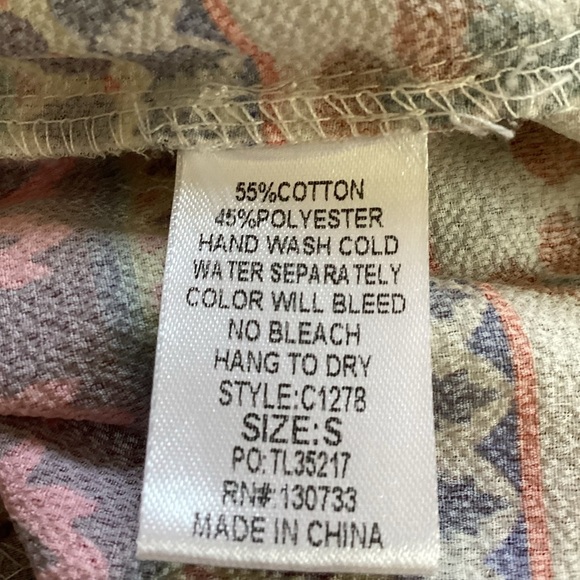 55%COTTON
45%POLYESTER
HAND WASH COLD
WATER SEPARATELY
COLOR WILL BLEED
NO BLEACH
HANG TO DRY
STYLE:C1278
SIZE:S
PO:TL35217
RN#:130733
MADE IN CHINA